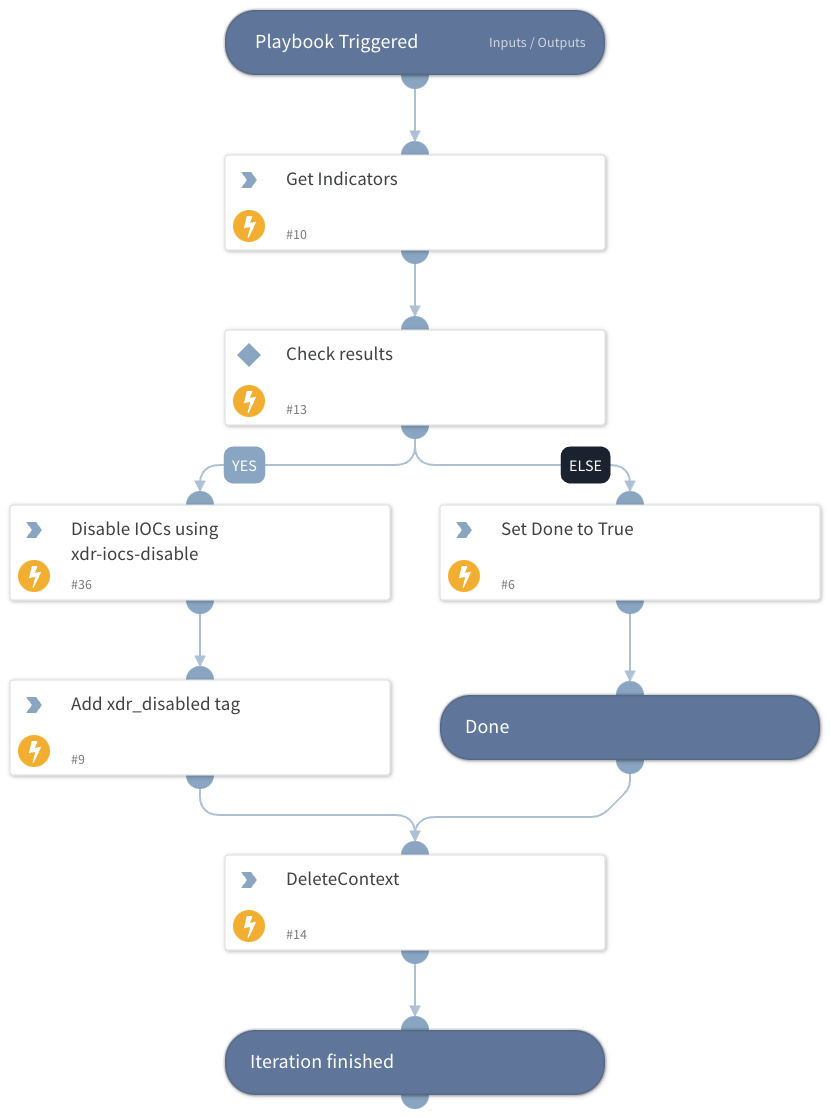 Playbook Triggered
Inputs / Outputs
Get Indicators
#10
Check results
#13
YES
ELSE
Disable IOCs using
xdr-iocs-disable
#36
Set Done to True
#6
Add xdr_disabled tag
#9
Done
DeleteContext
#14
Iteration finished